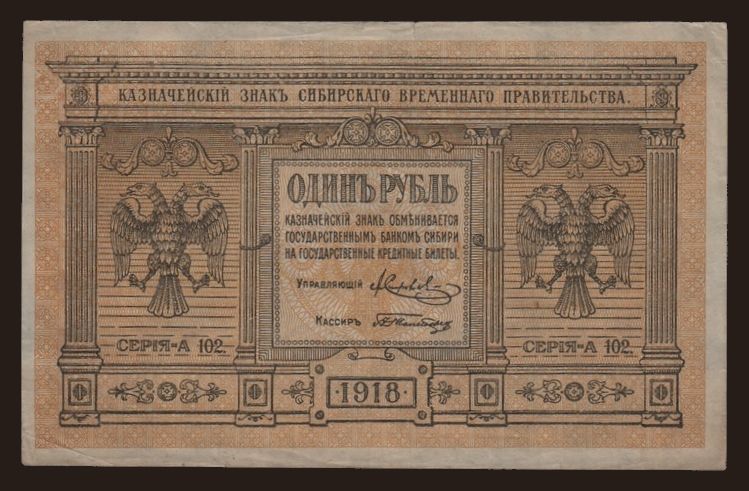 КАЗНАЧЕЙСКІЙ ЗНАКЪ СИБИРСКАГО ВРЕМЕННАГО ПРАВИТЕЛЬСТВА.
ОДИНЪ РУБЛЬ
КАЗНАЧЕЙСКІЙ ЗНАКЪ ОБМѢНИВАЕТСЯ
ГОСУДАРСТВЕННЫМЪ БАНКОМЪ СИБИРИ
НА ГОСУДАРСТВЕННЫЕ КРЕДИТНЫЕ БИЛЕТЫ.
УПРАВЛЯЮЩІЙ
КАССИРЪ
СЕРІЯ-А 102.
СЕРІЯ-А 102.
·1918·